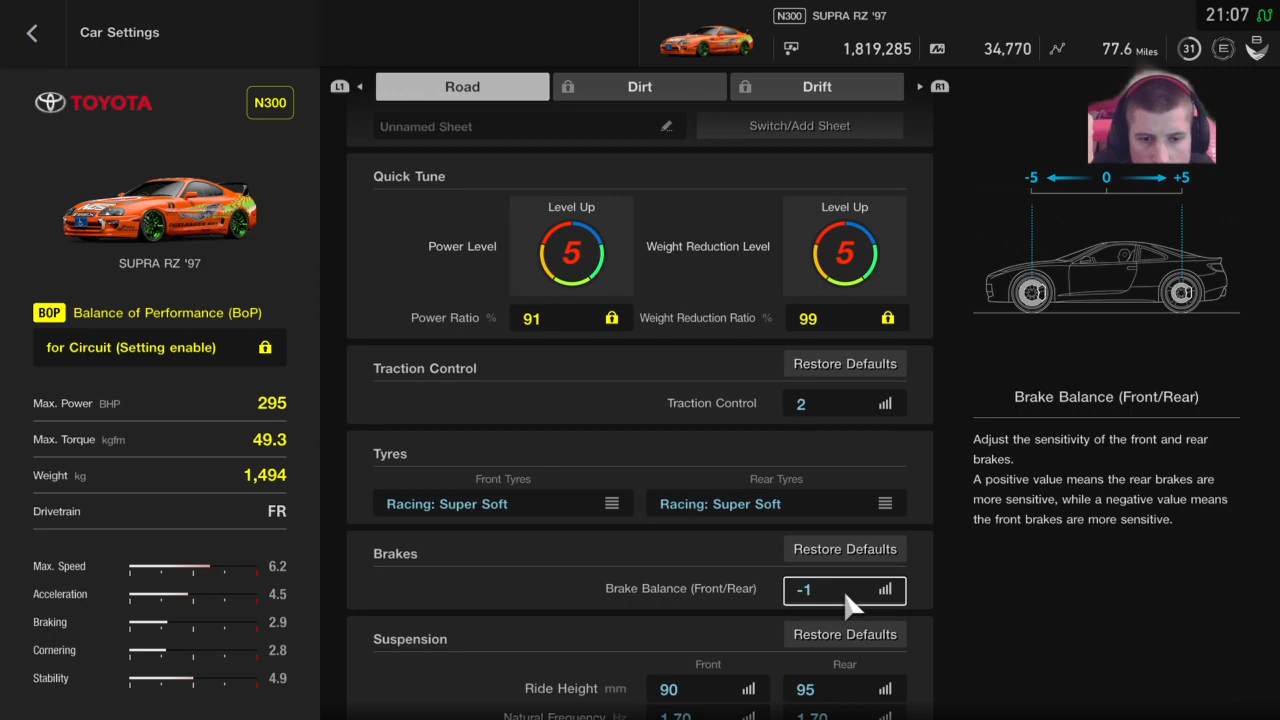 Car Settings
N300 SUPRA RZ '97
1,819,285 34,770 77.6 Miles 31 E B
21:07
TOYOTA
N300
SUPRA RZ '97
BOP Balance of Performance (BoP)
for Circuit (Setting enable)
Max. Power BHP 295
Max. Torque kgfm 49.3
Weight kg 1,494
Drivetrain FR
Max. Speed 6.2
Acceleration 4.5
Braking 2.9
Cornering 2.8
Stability 4.9
L1 Road Dirt Drift R1
Unnamed Sheet Switch/Add Sheet
Quick Tune
Level Up Level Up
Power Level 5 Weight Reduction Level 5
Power Ratio % 91 Weight Reduction Ratio % 99
Traction Control Restore Defaults
Traction Control 2
Tyres
Front Tyres Rear Tyres
Racing: Super Soft Racing: Super Soft
Brakes Restore Defaults
Brake Balance (Front/Rear) -1
Suspension Restore Defaults
Front Rear
Ride Height mm 90 95
Natural Frequency Hz 1.70 1.70
-5 0 +5
Brake Balance (Front/Rear)
Adjust the sensitivity of the front and rear
brakes.
A positive value means the rear brakes are
more sensitive, while a negative value means
the front brakes are more sensitive.